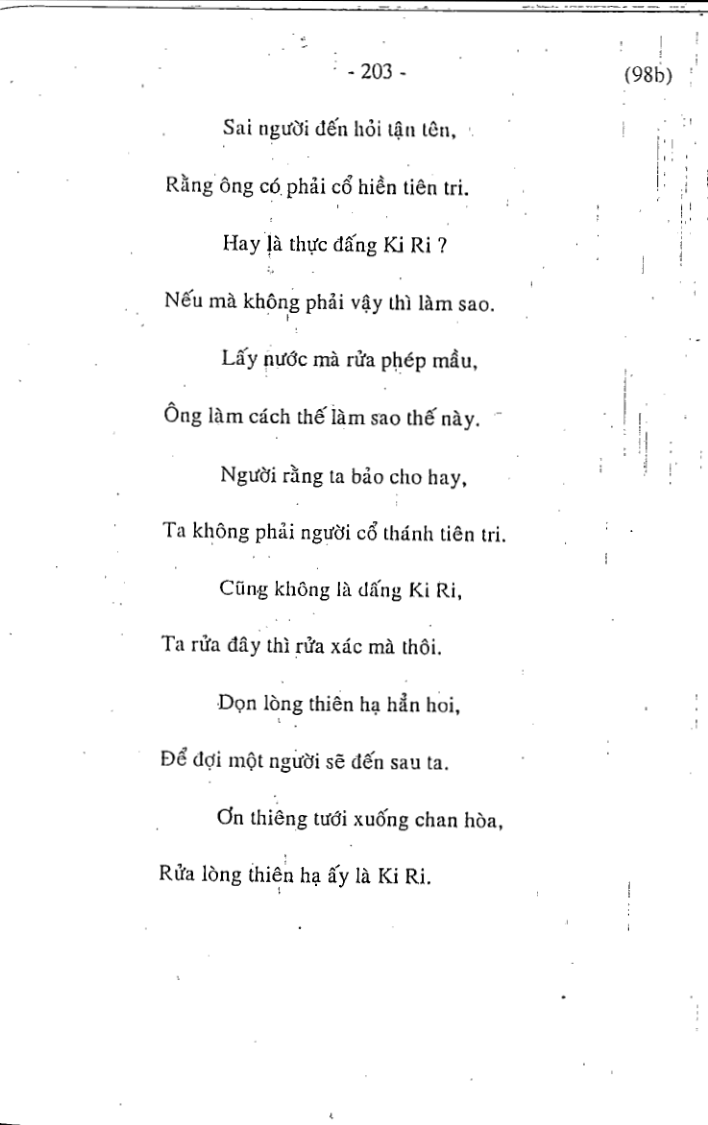 - 203 -
(98b)
Sai người đến hỏi tận tên,
Rằng ông có phải cổ hiền tiên tri.
Hay là thực đấng Ki Ri ?
Nếu mà không phải vậy thì làm sao.
Lấy nước mà rửa phép mầu,
Ông làm cách thế làm sao thế này.
Người rằng ta bảo cho hay,
Ta không phải người cổ thánh tiên tri.
Cũng không là đấng Ki Ri,
Ta rửa đây thì rửa xác mà thôi.
Dọn lòng thiên hạ hẳn hoi,
Để đợi một người sẽ đến sau ta.
Ơn thiêng tưới xuống chan hòa,
Rửa lòng thiên hạ ấy là Ki Ri.